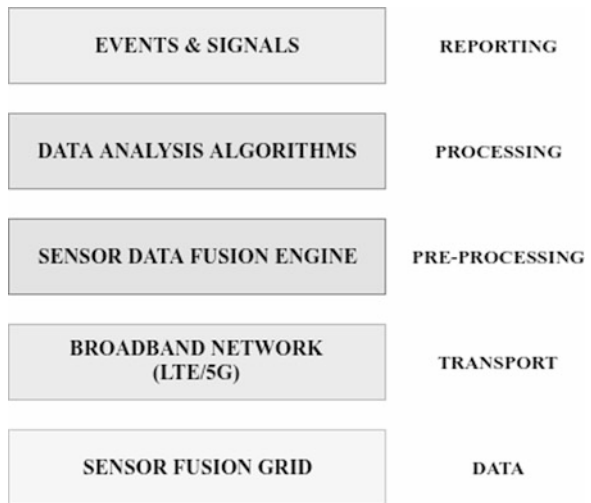 EVENTS & SIGNALS
REPORTING
DATA ANALYSIS ALGORITHMS
PROCESSING
SENSOR DATA FUSION ENGINE
PRE-PROCESSING
BROADBAND NETWORK
(LTE/5G)
TRANSPORT
SENSOR FUSION GRID
DATA